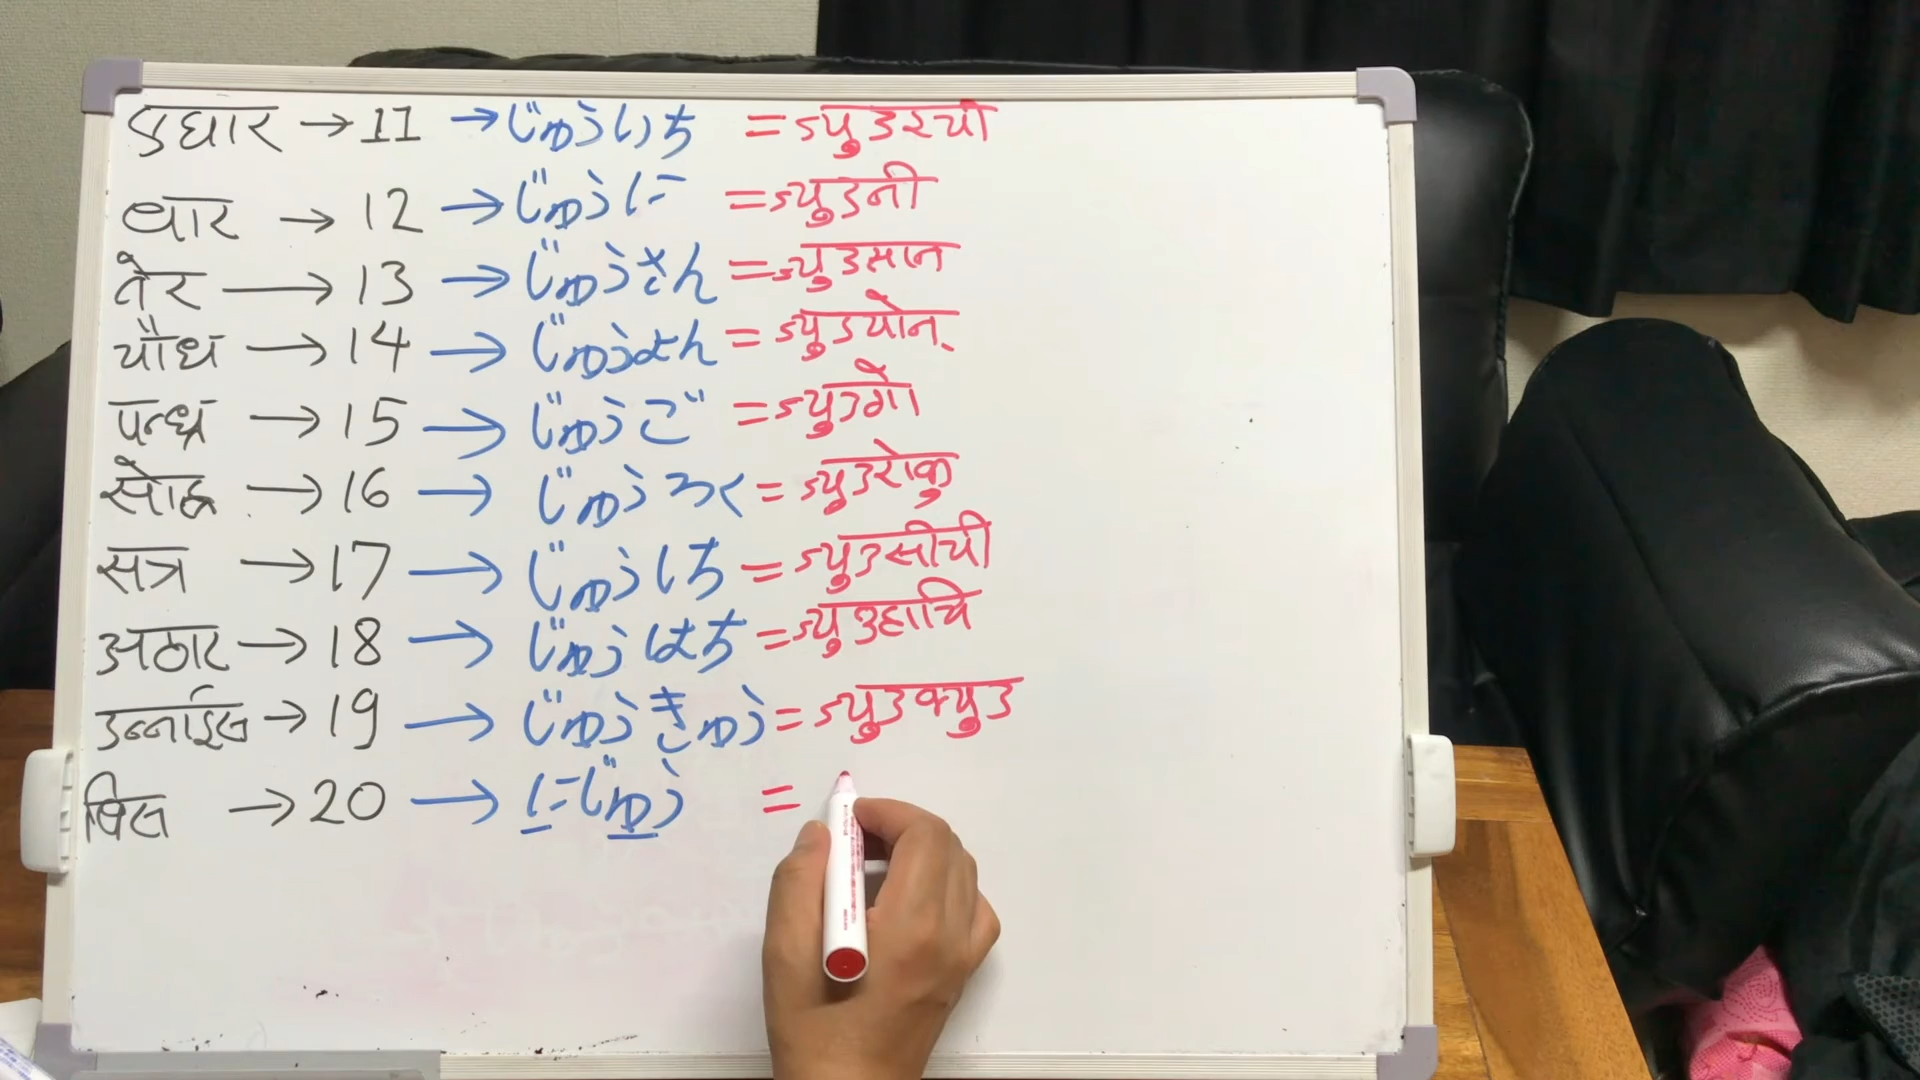 एघार → 11 → じゅういち = ज्युउइची
बाह्र → 12 → じゅうに = ज्युउनी
तेर → 13 → じゅうさん = ज्युउसान
चौध → 14 → じゅうよん = ज्युउयोन
पन्ध्र → 15 → じゅうご = ज्युउगो
सोह्र → 16 → じゅうろく = ज्युउरोकु
सत्र → 17 → じゅうしち = ज्युउसीची
अठार → 18 → じゅうはち = ज्युउहाचि
उन्नाईस → 19 → じゅうきゅう = ज्युउक्युउ
बिस → 20 → にじゅう =